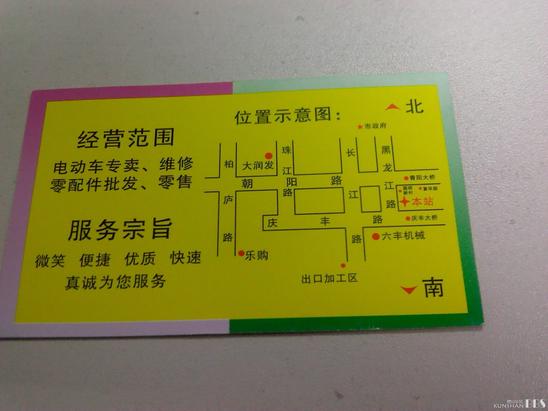 经营范围
电动车专卖、维修
零配件批发、零售
服务宗旨
微笑 便捷 优质 快速
真诚为您服务
位置示意图：
北
市政府
柏庐路
大润发
珠江路
朝阳路
长江路
黑龙江路
青阳大桥
本站
庆丰大桥
庆丰路
六丰机械
乐购
出口加工区
南
KUNSHAN BBS